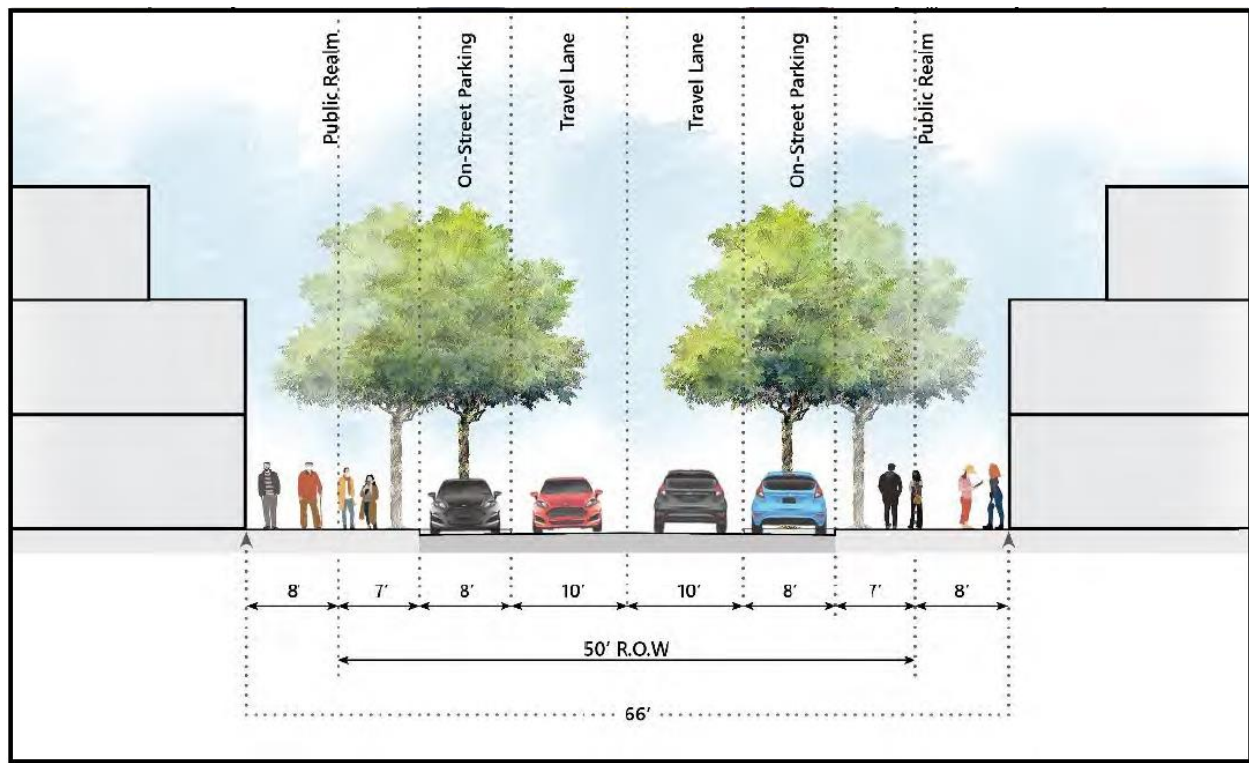 Public Realm
On-Street Parking
Travel Lane
Travel Lane
On-Street Parking
Public Realm
8’
7’
8’
10’
10’
8’
7’
8’
50’ R.O.W
66’